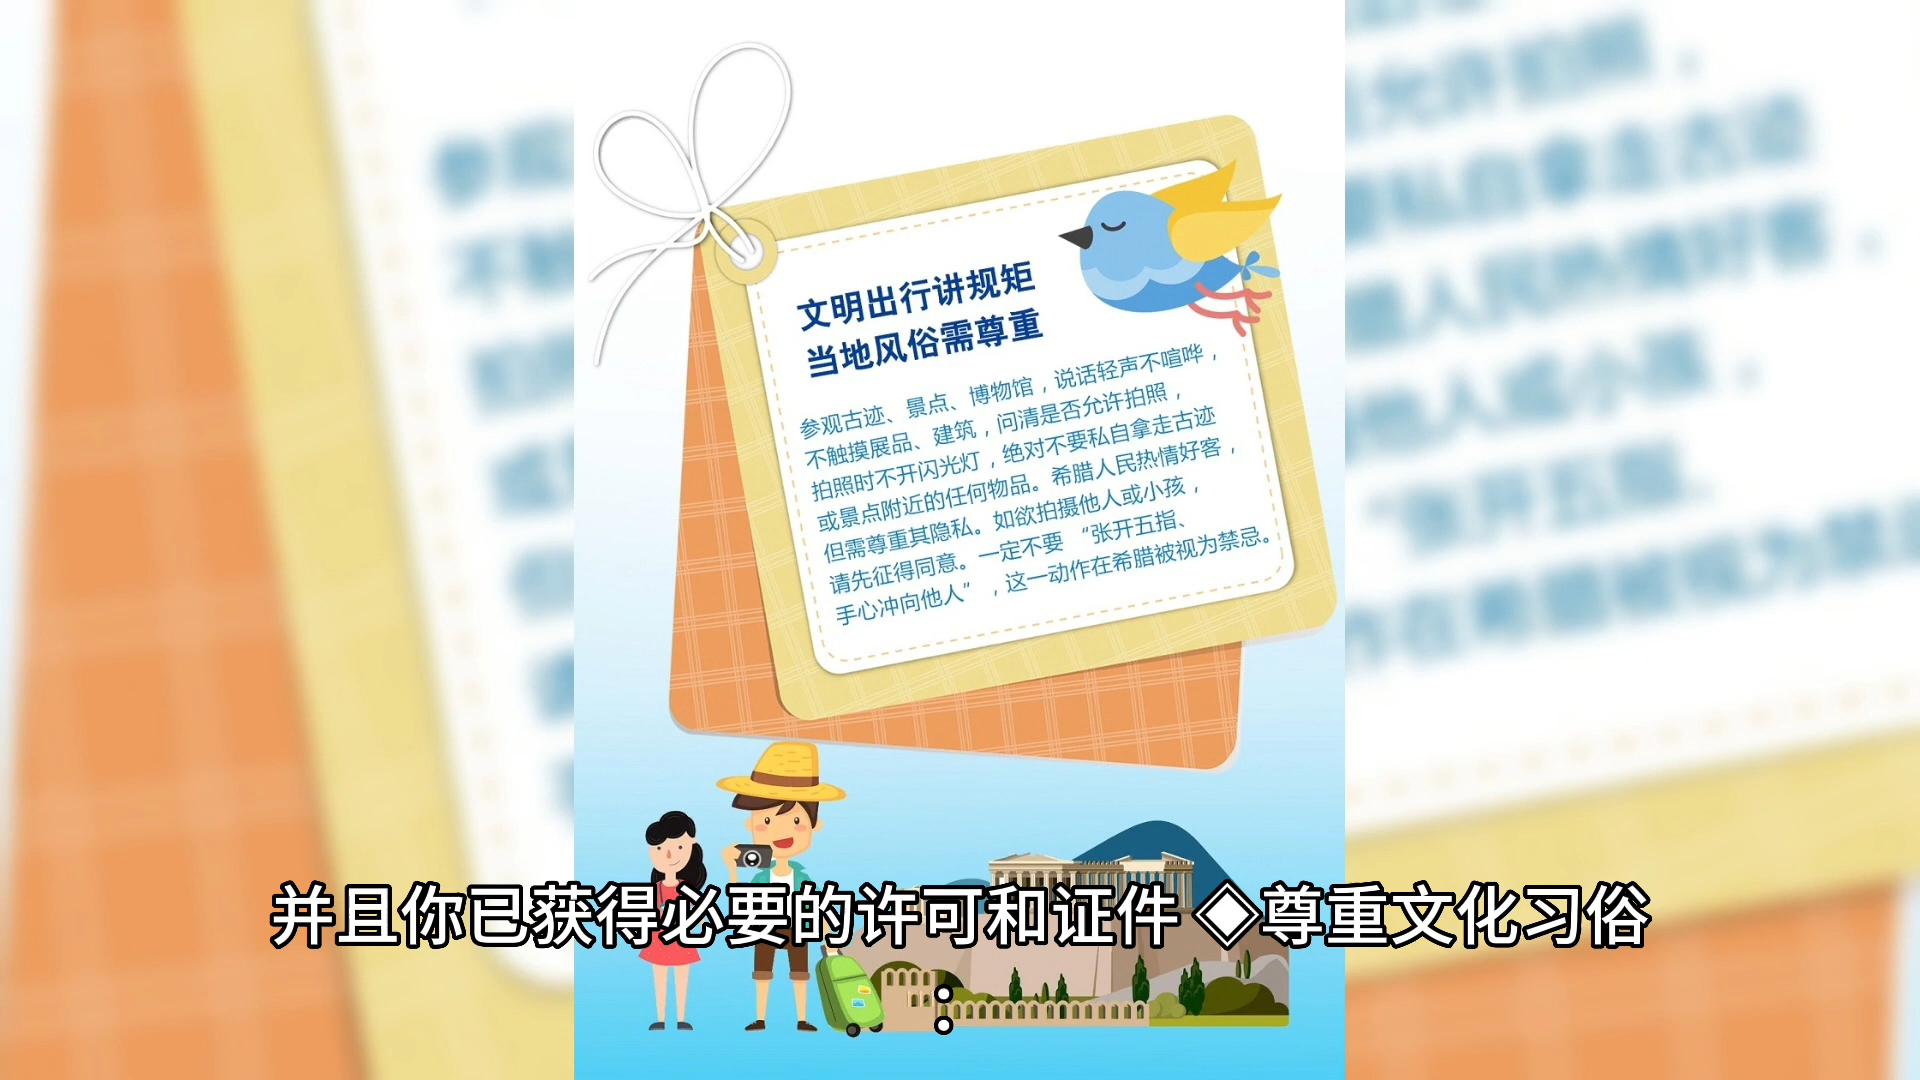 文明出行讲规矩
当地风俗需尊重
参观古迹、景点、博物馆，说话轻声不喧哗，
不触摸展品、建筑，问清是否允许拍照，
拍照时不开闪光灯，绝对不要私自拿走古迹
或景点附近的任何物品。希腊人民热情好客，
但需尊重其隐私。如欲拍摄他人或小孩，
请先征得同意。一定不要 “张开五指、
手心冲向他人” ，这一动作在希腊被视为禁忌。
并且你已获得必要的许可和证件 ◇尊重文化习俗
：